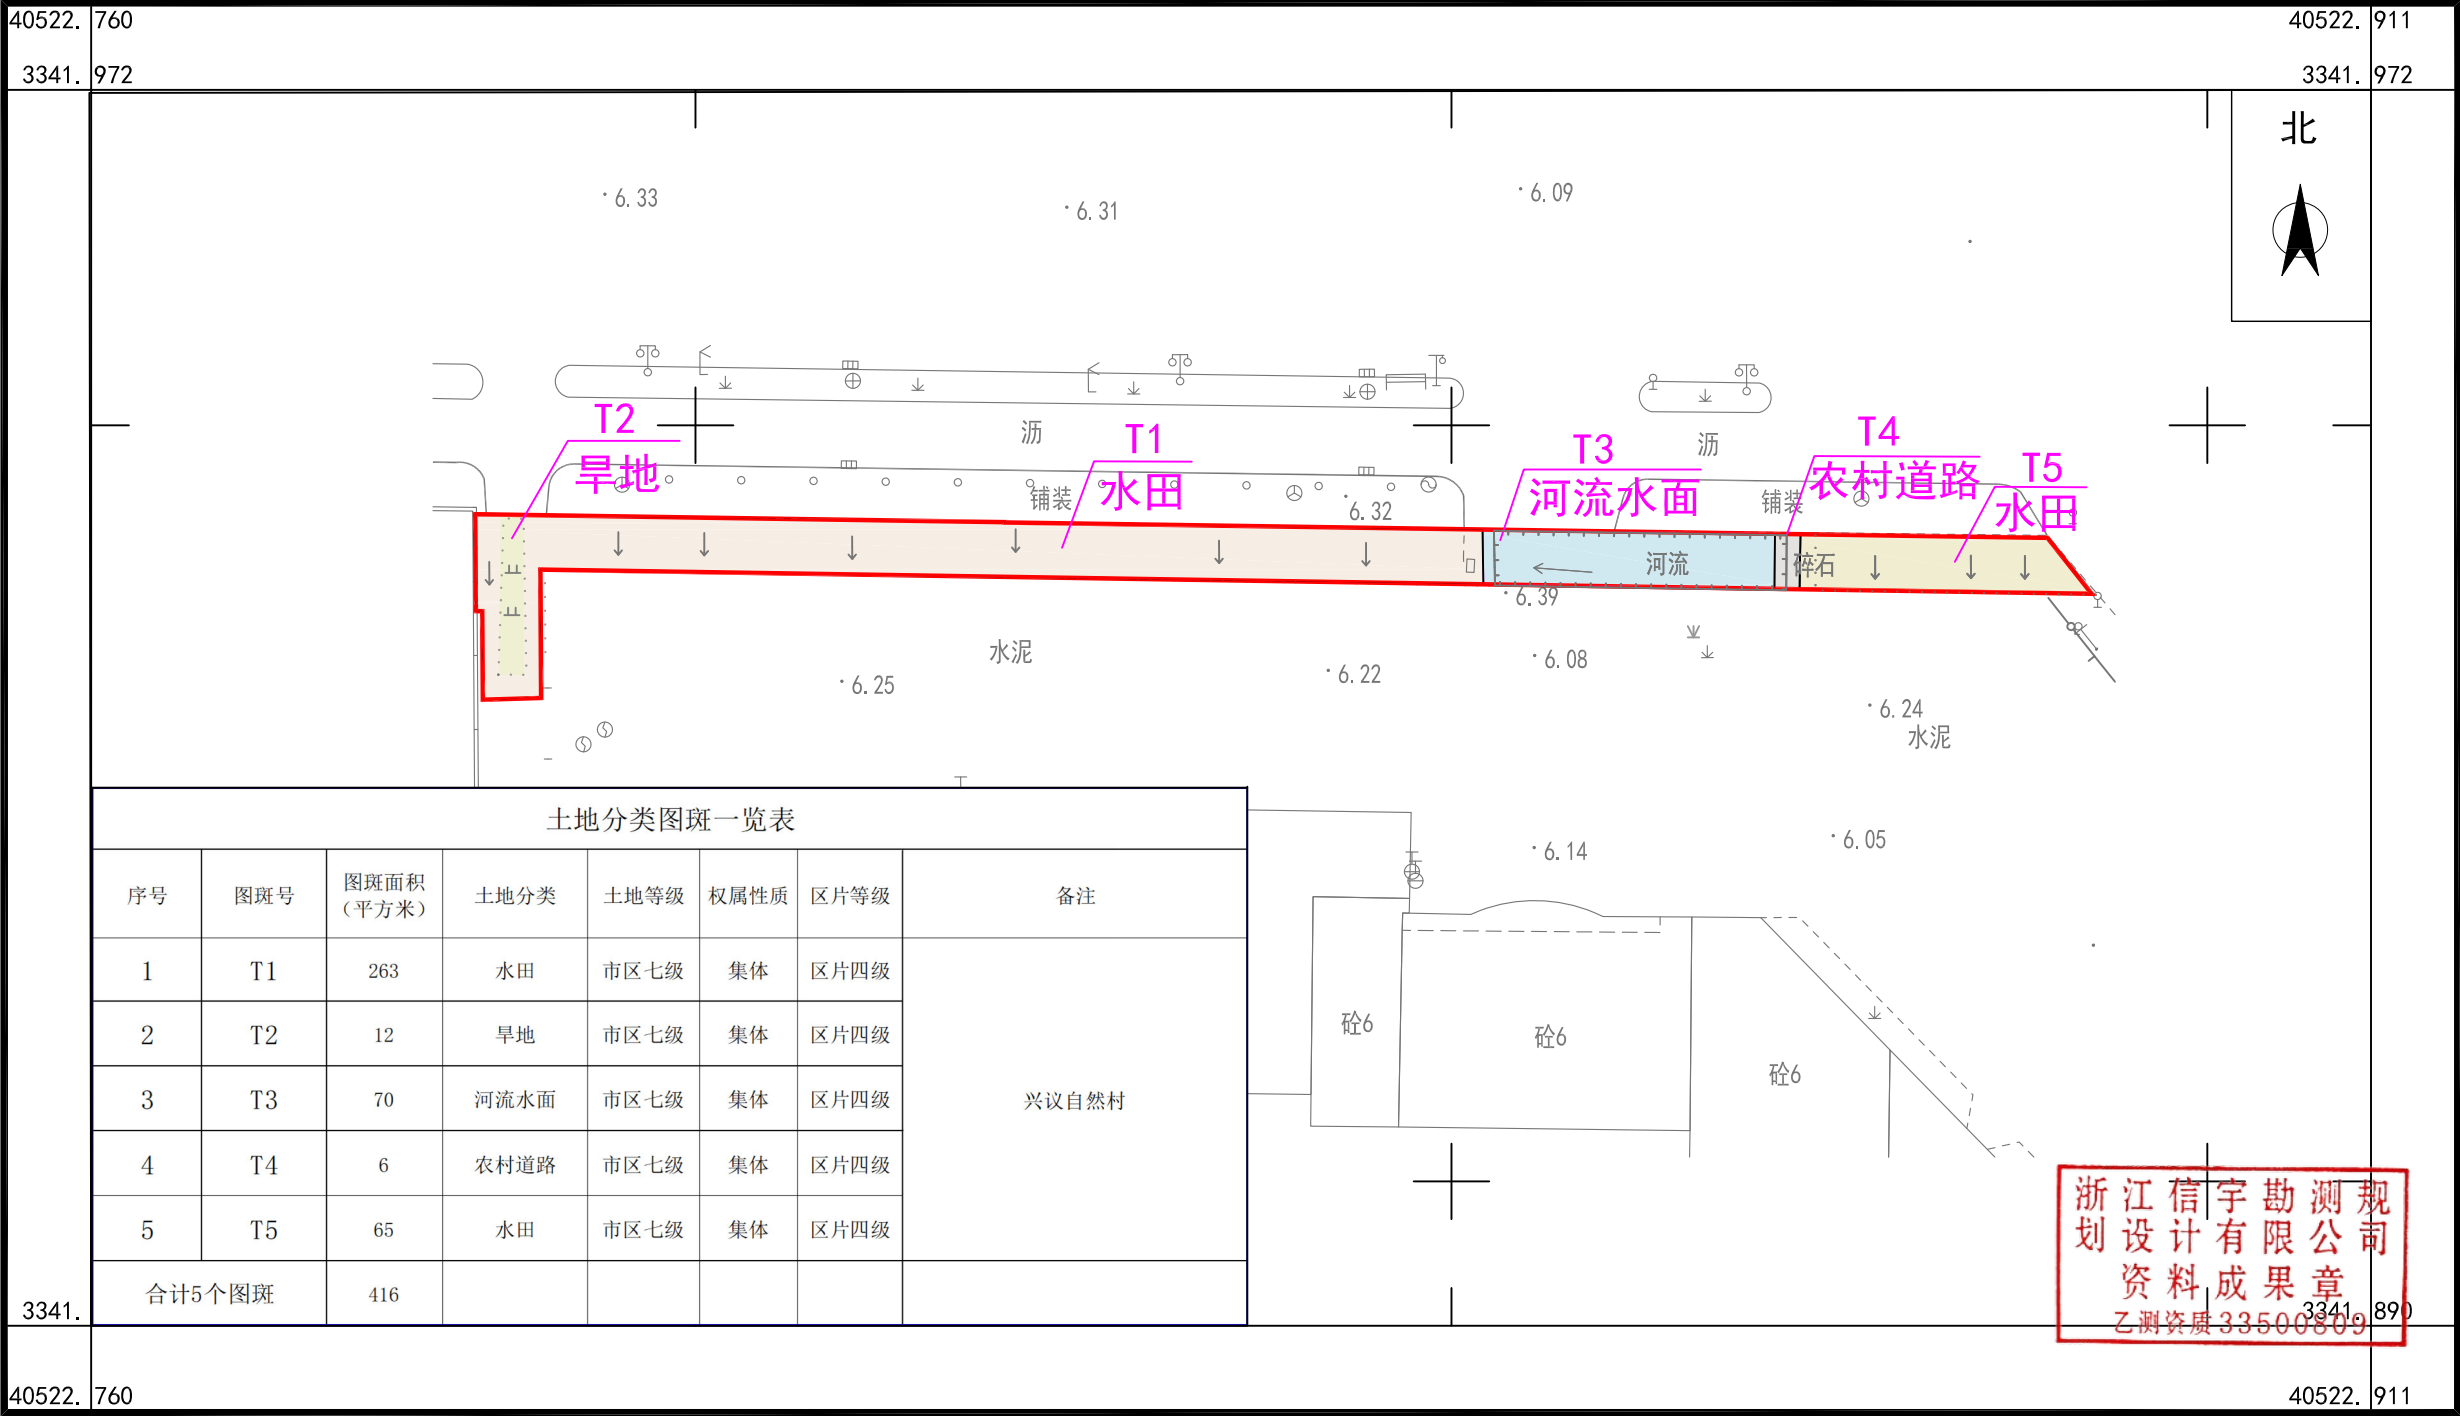 40522. 760
40522. 911
3341. 972
3341. 972
北
6.33
6.31
6.09
T2
旱地
沥
T1
水田
T3
河流水面
沥
T4
农村道路
T5
水田
铺装
6.32
铺装
河流
碎石
6.39
水泥
6.25
6.22
6.08
6.24
水泥
6.14
6.05
砼6
砼6
砼6
土地分类图斑一览表
序号 图斑号 图斑面积(平方米) 土地分类 土地等级 权属性质 区片等级 备注
1 T1 263 水田 市区七级 集体 区片四级
2 T2 12 旱地 市区七级 集体 区片四级
3 T3 70 河流水面 市区七级 集体 区片四级 兴议自然村
4 T4 6 农村道路 市区七级 集体 区片四级
5 T5 65 水田 市区七级 集体 区片四级
合计5个图斑 416
浙江信宇勘测规
划设计有限公司
资料成果章
乙测资质33500809
3341.
3341. 890
40522. 760
40522. 911